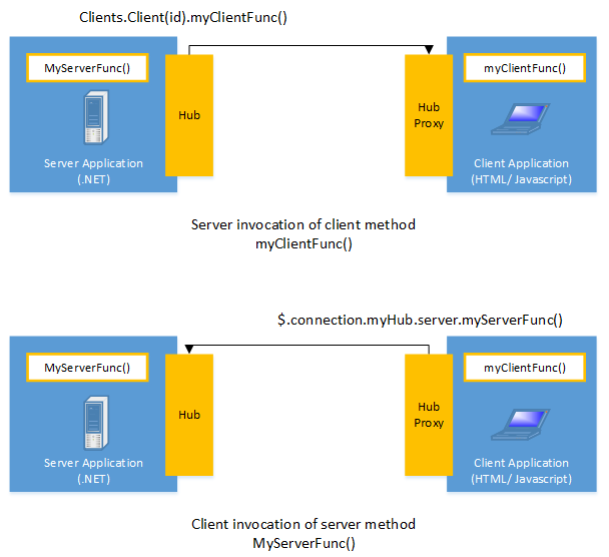 Clients.Client(id).myClientFunc()
MyServerFunc()
myClientFunc()
Hub
Hub
Proxy
Server Application
(.NET)
Client Application
(HTML/ Javascript)
Server invocation of client method
myClientFunc()
$.connection.myHub.server.myServerFunc()
MyServerFunc()
myClientFunc()
Hub
Hub
Proxy
Server Application
(.NET)
Client Application
(HTML/ Javascript)
Client invocation of server method
MyServerFunc()